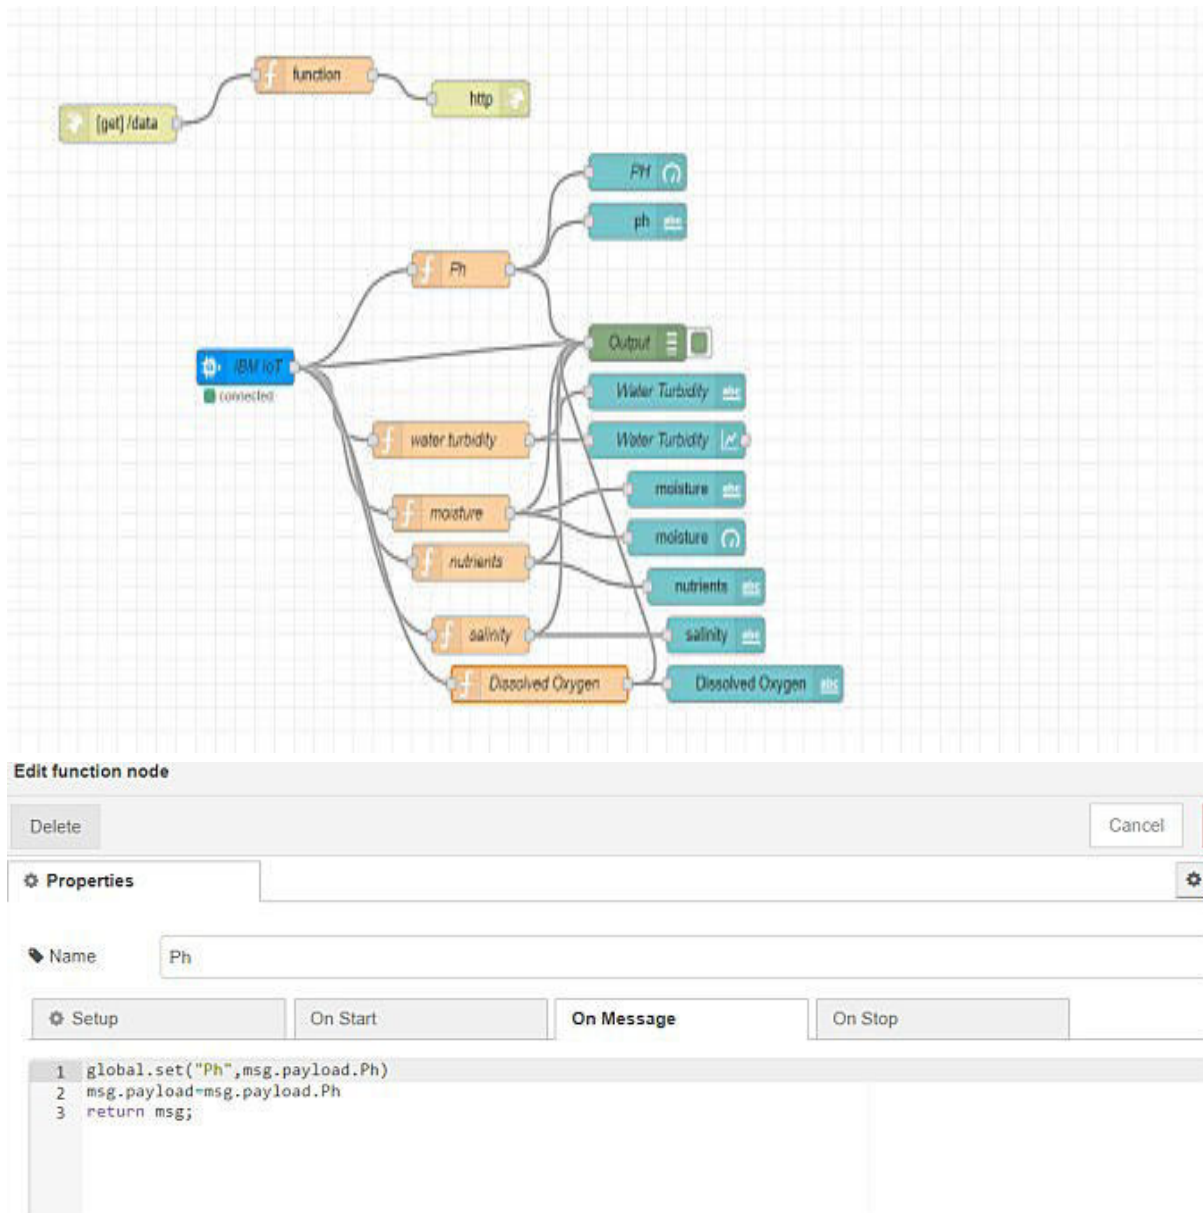 function
http
[get] /data
PH
ph
Ph
Output
IBM IoT
connected
Water Turbidity
water turbidity
Water Turbidity
moisture
moisture
moisture
nutrients
nutrients
salinity
salinity
Dissolved Oxygen
Dissolved Oxygen
Edit function node
Delete
Cancel
Properties
Name
Ph
Setup
On Start
On Message
On Stop
1 global.set("Ph",msg.payload.Ph)
2 msg.payload=msg.payload.Ph
3 return msg;